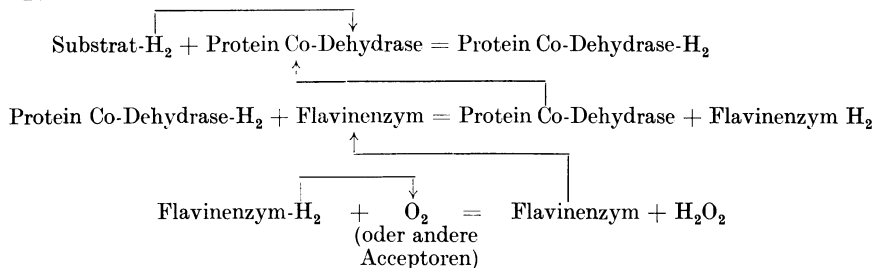 Substrat-H₂ + Protein Co-Dehydrase = Protein Co-Dehydrase-H₂
Protein Co-Dehydrase-H₂ + Flavinenzym = Protein Co-Dehydrase + Flavinenzym H₂
Flavinenzym-H₂ + O₂ = Flavinenzym + H₂O₂
(oder andere
Acceptoren)